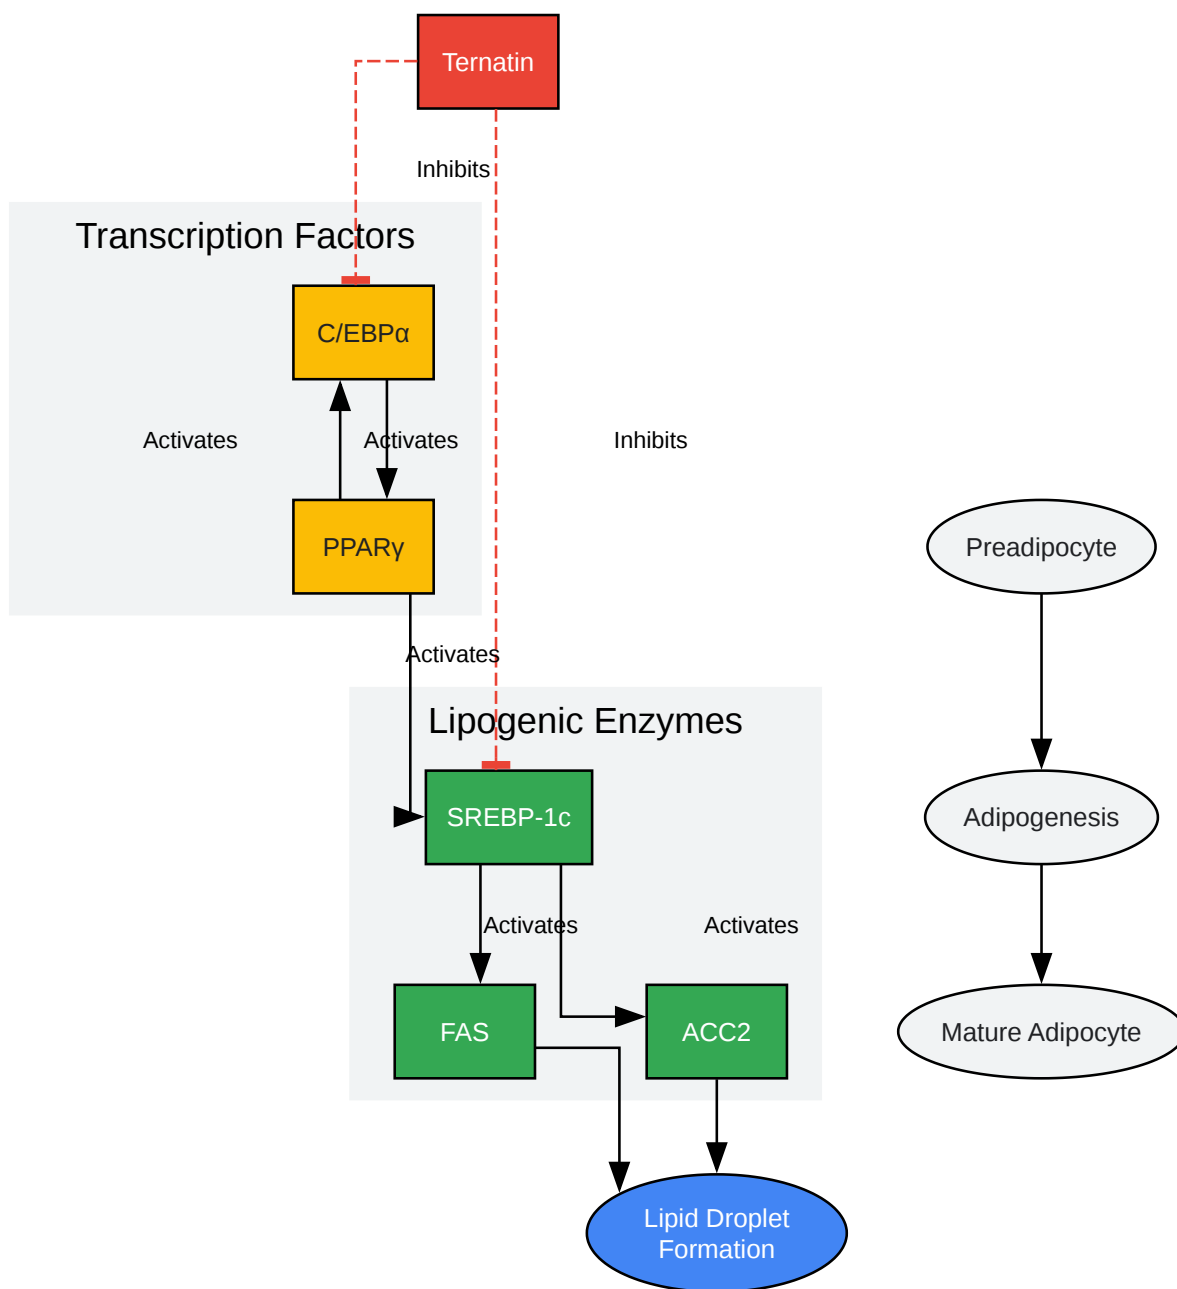 Ternatin
Inhibits
Transcription Factors
C/EBPα
Activates
Activates
Inhibits
PPARγ
Preadipocyte
Activates
Lipogenic Enzymes
SREBP-1c
Adipogenesis
Activates
Activates
FAS
ACC2
Mature Adipocyte
Lipid Droplet
Formation